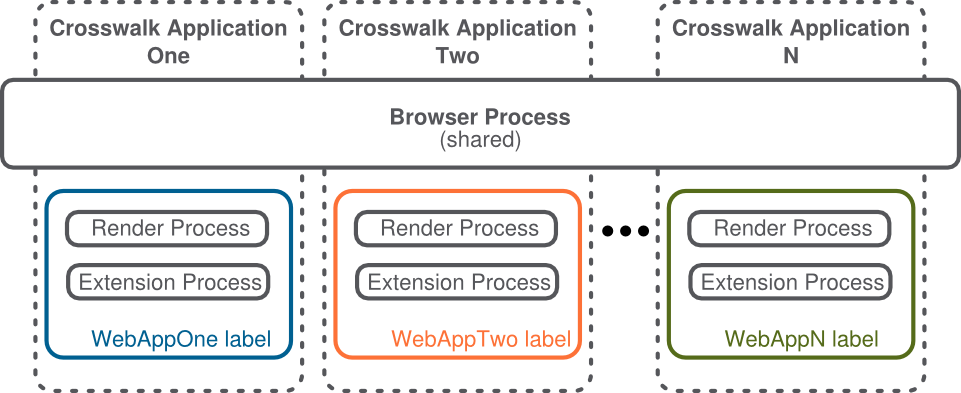 Crosswalk Application
One
Crosswalk Application
Two
Crosswalk Application
N
Browser Process
(shared)
Render Process
Extension Process
WebAppOne label
Render Process
Extension Process
WebAppTwo label
Render Process
Extension Process
WebAppN label